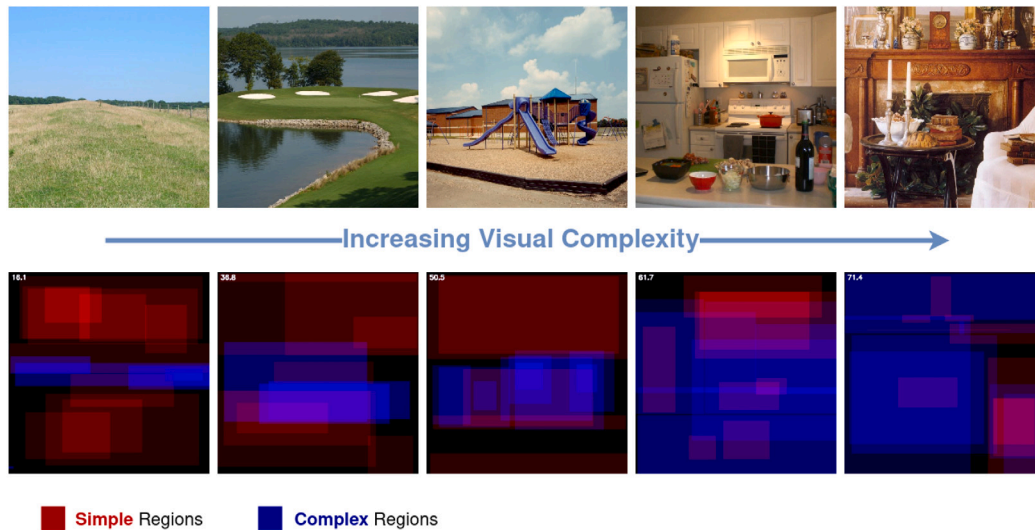 Increasing Visual Complexity
16.1
36.8
50.5
61.7
71.4
Simple Regions
Complex Regions